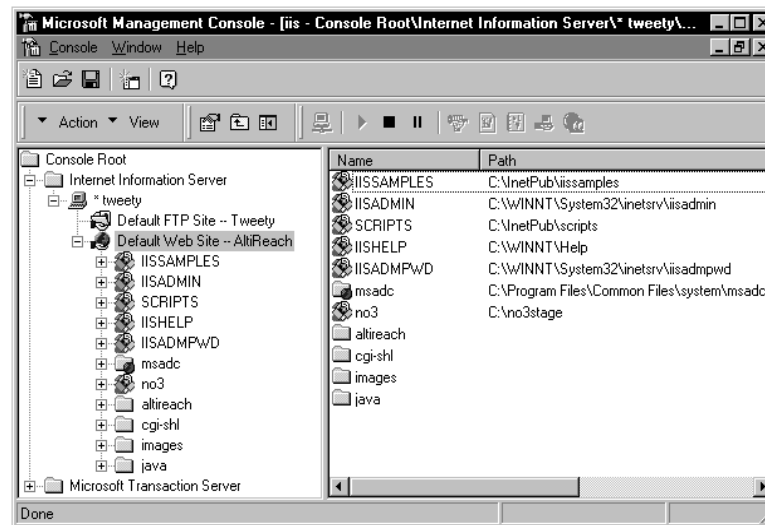 Microsoft Management Console - [iis - Console Root\Internet Information Server\* tweety\...
Console Window Help
Action View
Console Root
Internet Information Server
* tweety
Default FTP Site -- Tweety
Default Web Site -- AltiReach
IISSAMPLES
IISADMIN
SCRIPTS
IISHELP
IISADMPWD
msadc
no3
altireach
cgi-shl
images
java
Microsoft Transaction Server
Name Path
IISSAMPLES C:\InetPub\iissamples
IISADMIN C:\WINNT\System32\inetsrv\iisadmin
SCRIPTS C:\InetPub\scripts
IISHELP C:\WINNT\Help
IISADMPWD C:\WINNT\System32\inetsrv\iisadmpwd
msadc C:\Program Files\Common Files\system\msadc
no3 C:\no3stage
altireach
cgi-shl
images
java
Done